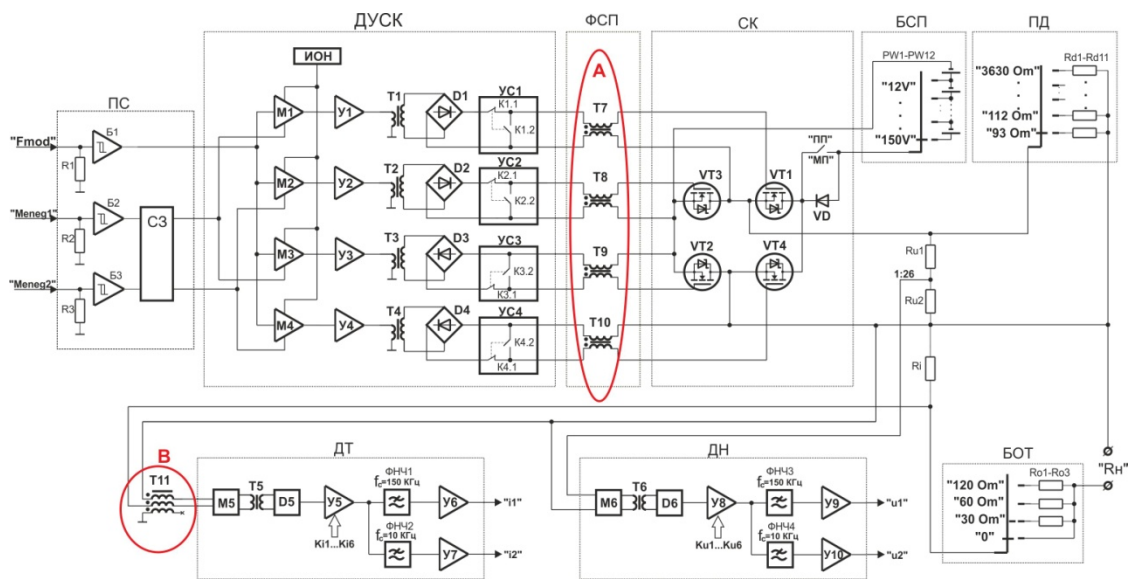 ДУСК
ФСП
СК
БСП
ПД
ПС
ИОН
А
PW1-PW12
Rd1-Rd11
"12V"
"150V"
"3630 Om"
"112 Om"
"93 Om"
"Fmod"
"Meneg1"
"Meneg2"
Б1
Б2
Б3
R1
R2
R3
СЗ
М1
У1
Т1
D1
УС1
К1.1
К1.2
Т7
М2
У2
Т2
D2
УС2
К2.1
К2.2
Т8
М3
У3
Т3
D3
УС3
К3.2
К3.1
Т9
М4
У4
Т4
D4
УС4
К4.2
К4.1
Т10
VT3
VT1
VT2
VT4
"ПП"
"МП"
VD
Ru1
1:26
Ru2
Ri
В
Т11
ДТ
М5
Т5
D5
У5
Ki1...Ki6
ФНЧ1
fc=150 КГц
ФНЧ2
fc=10 КГц
У6
"i1"
У7
"i2"
ДН
М6
Т6
D6
У8
Ku1...Ku6
ФНЧ3
fc=150 КГц
ФНЧ4
fc=10 КГц
У9
"u1"
У10
"u2"
БОТ
Ro1-Ro3
"120 Om"
"60 Om"
"30 Om"
"0"
"Rн"